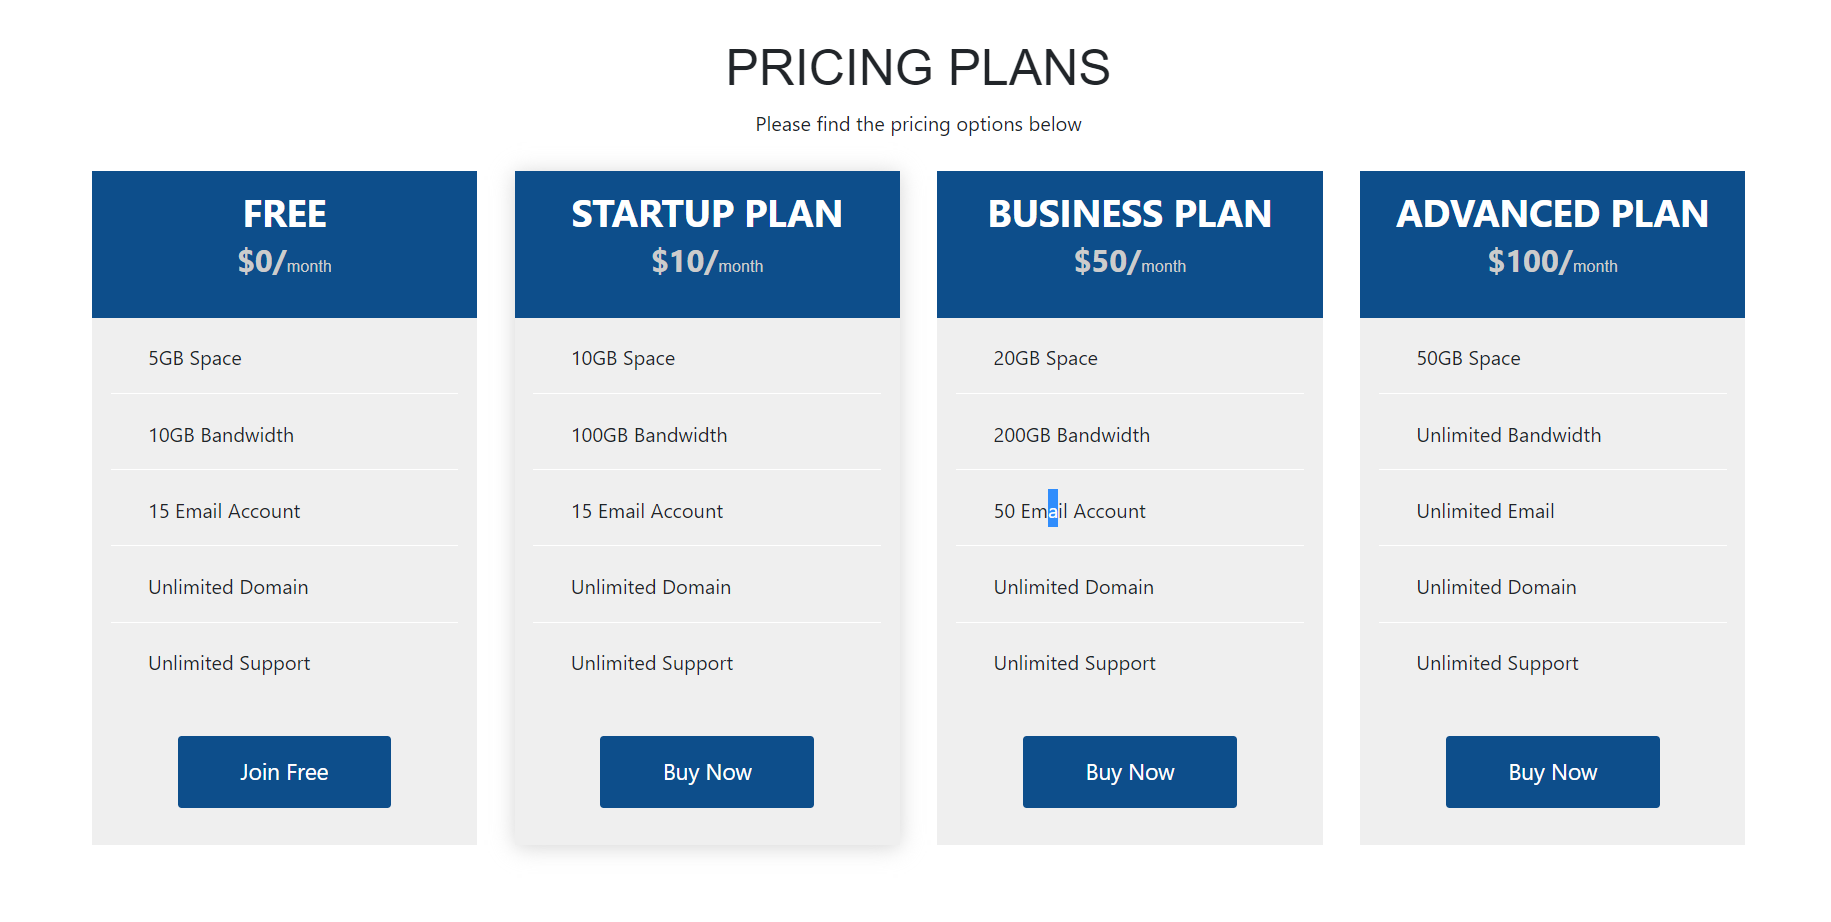 PRICING PLANS
Please find the pricing options below
FREE
$0/month
5GB Space
10GB Bandwidth
15 Email Account
Unlimited Domain
Unlimited Support
Join Free
STARTUP PLAN
$10/month
10GB Space
100GB Bandwidth
15 Email Account
Unlimited Domain
Unlimited Support
Buy Now
BUSINESS PLAN
$50/month
20GB Space
200GB Bandwidth
50 Email Account
Unlimited Domain
Unlimited Support
Buy Now
ADVANCED PLAN
$100/month
50GB Space
Unlimited Bandwidth
Unlimited Email
Unlimited Domain
Unlimited Support
Buy Now